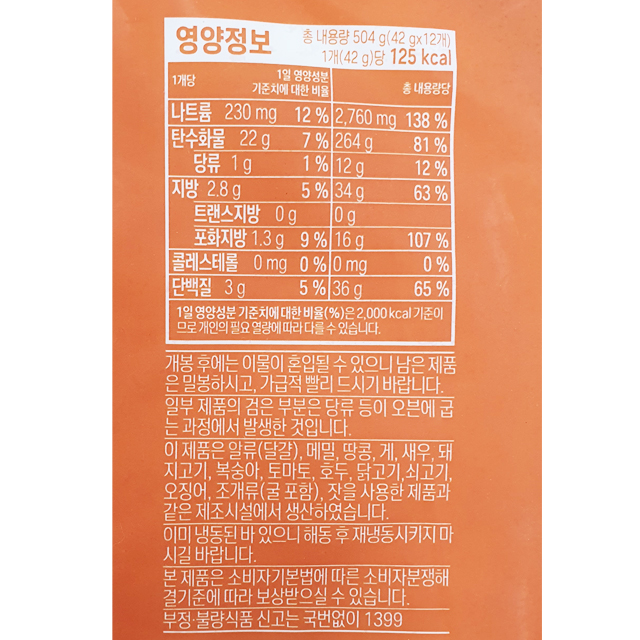 영양정보
총 내용량 504 g(42 gx12개)
1개(42 g)당 125 kcal
1개당 1일 영양성분 기준치에 대한 비율 총 내용량당
나트륨 230 mg 12 % 2,760 mg 138 %
탄수화물 22 g 7 % 264 g 81 %
당류 1 g 1 % 12 g 12 %
지방 2.8 g 5 % 34 g 63 %
트랜스지방 0 g 0 g
포화지방 1.3 g 9 % 16 g 107 %
콜레스테롤 0 mg 0 % 0 mg 0 %
단백질 3 g 5 % 36 g 65 %
1일 영양성분 기준치에 대한 비율(%)은 2,000 kcal 기준이
므로 개인의 필요 열량에 따라 다를 수 있습니다.
개봉 후에는 이물이 혼입될 수 있으니 남은 제품
은 밀봉하시고, 가급적 빨리 드시기 바랍니다.
일부 제품의 검은 부분은 당류 등이 오븐에 굽
는 과정에서 발생한 것입니다.
이 제품은 알류(달걀), 메밀, 땅콩, 게, 새우, 돼
지고기, 복숭아, 토마토, 호두, 닭고기,쇠고기,
오징어, 조개류(굴 포함), 잣을 사용한 제품과
같은 제조시설에서 생산하였습니다.
이미 냉동된 바 있으니 해동 후 재냉동시키지 마
시길 바랍니다.
본 제품은 소비자기본법에 따른 소비자분쟁해
결기준에 따라 보상받으실 수 있습니다.
부정·불량식품 신고는 국번없이 1399